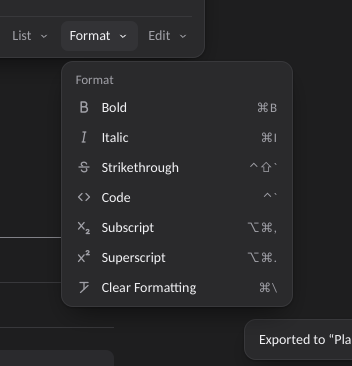 List Format Edit
Format
Bold ⌘B
Italic ⌘I
Strikethrough ⌃⇧`
Code ⌃`
Subscript ⌥⌘,
Superscript ⌥⌘.
Clear Formatting ⌘\
Exported to “Pla